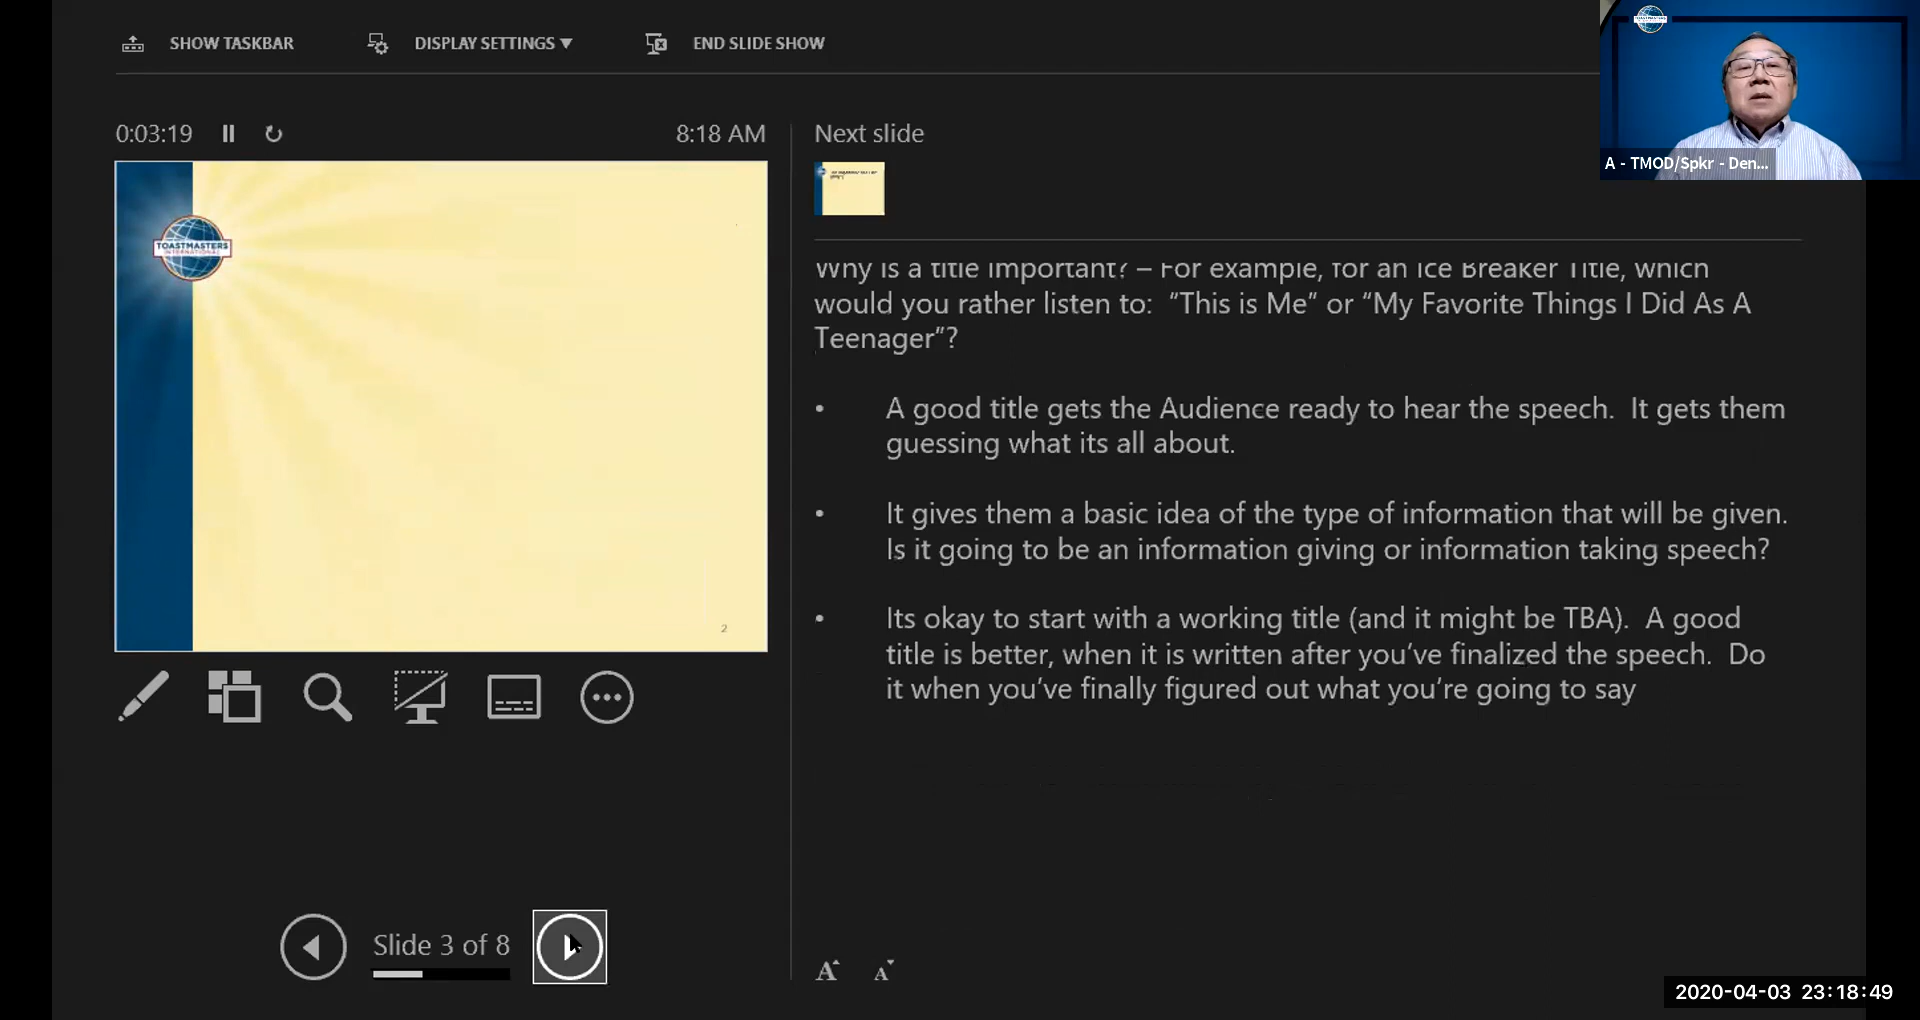 SHOW TASKBAR
DISPLAY SETTINGS ▼
END SLIDE SHOW
TOASTMASTERS
A - TMOD/Spkr - Den...
0:03:19
8:18 AM
Next slide
TOASTMASTERS
INTERNATIONAL
2
Why is a title important? – For example, for an Ice Breaker Title, which
would you rather listen to:  “This is Me” or “My Favorite Things I Did As A
Teenager”?
• A good title gets the Audience ready to hear the speech.  It gets them
guessing what its all about.
• It gives them a basic idea of the type of information that will be given.
Is it going to be an information giving or information taking speech?
• Its okay to start with a working title (and it might be TBA).  A good
title is better, when it is written after you’ve finalized the speech.  Do
it when you’ve finally figured out what you’re going to say
Slide 3 of 8
A A
2020-04-03 23:18:49